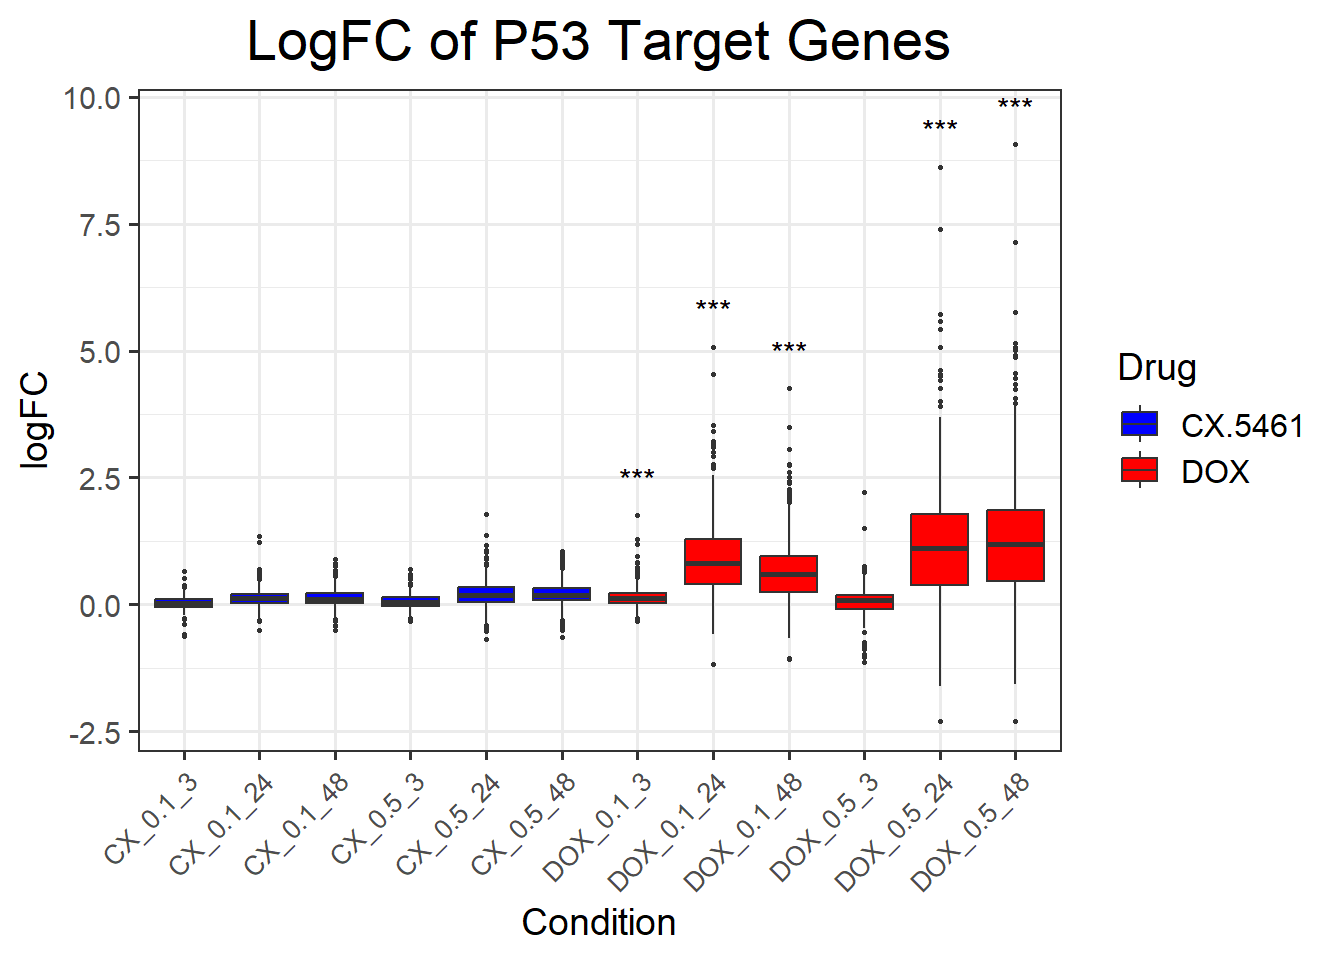 LogFC of P53 Target Genes
10.0
7.5
5.0
2.5
0.0
-2.5
logFC
***
***
***
***
***
CX_0.1_3
CX_0.1_24
CX_0.1_48
CX_0.5_3
CX_0.5_24
CX_0.5_48
DOX_0.1_3
DOX_0.1_24
DOX_0.1_48
DOX_0.5_3
DOX_0.5_24
DOX_0.5_48
Condition
Drug
CX.5461
DOX